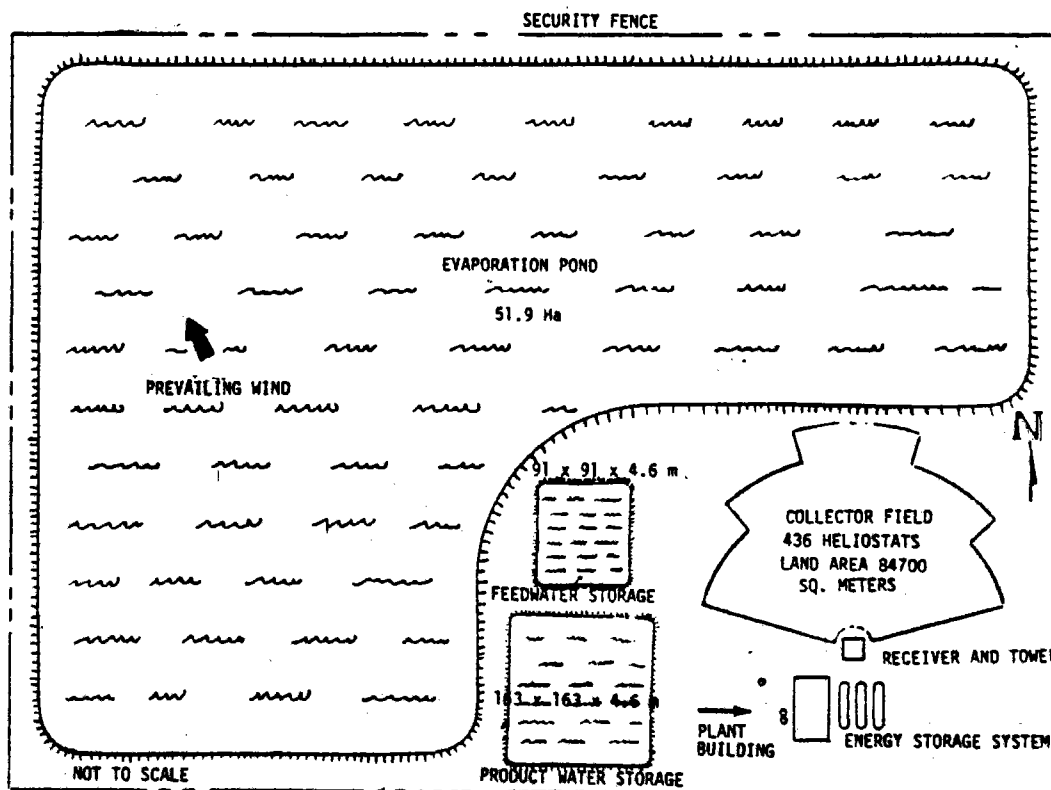 SECURITY FENCE
EVAPORATION POND
51.9 Ha
PREVAILING WIND
N
91 x 91 x 4.6 m
COLLECTOR FIELD
436 HELIOSTATS
LAND AREA 84700
SQ. METERS
FEEDWATER STORAGE
RECEIVER AND TOWE
163 x 163 x 4.6 m
PLANT
BUILDING
ENERGY STORAGE SYSTEM
NOT TO SCALE
PRODUCT WATER STORAGE